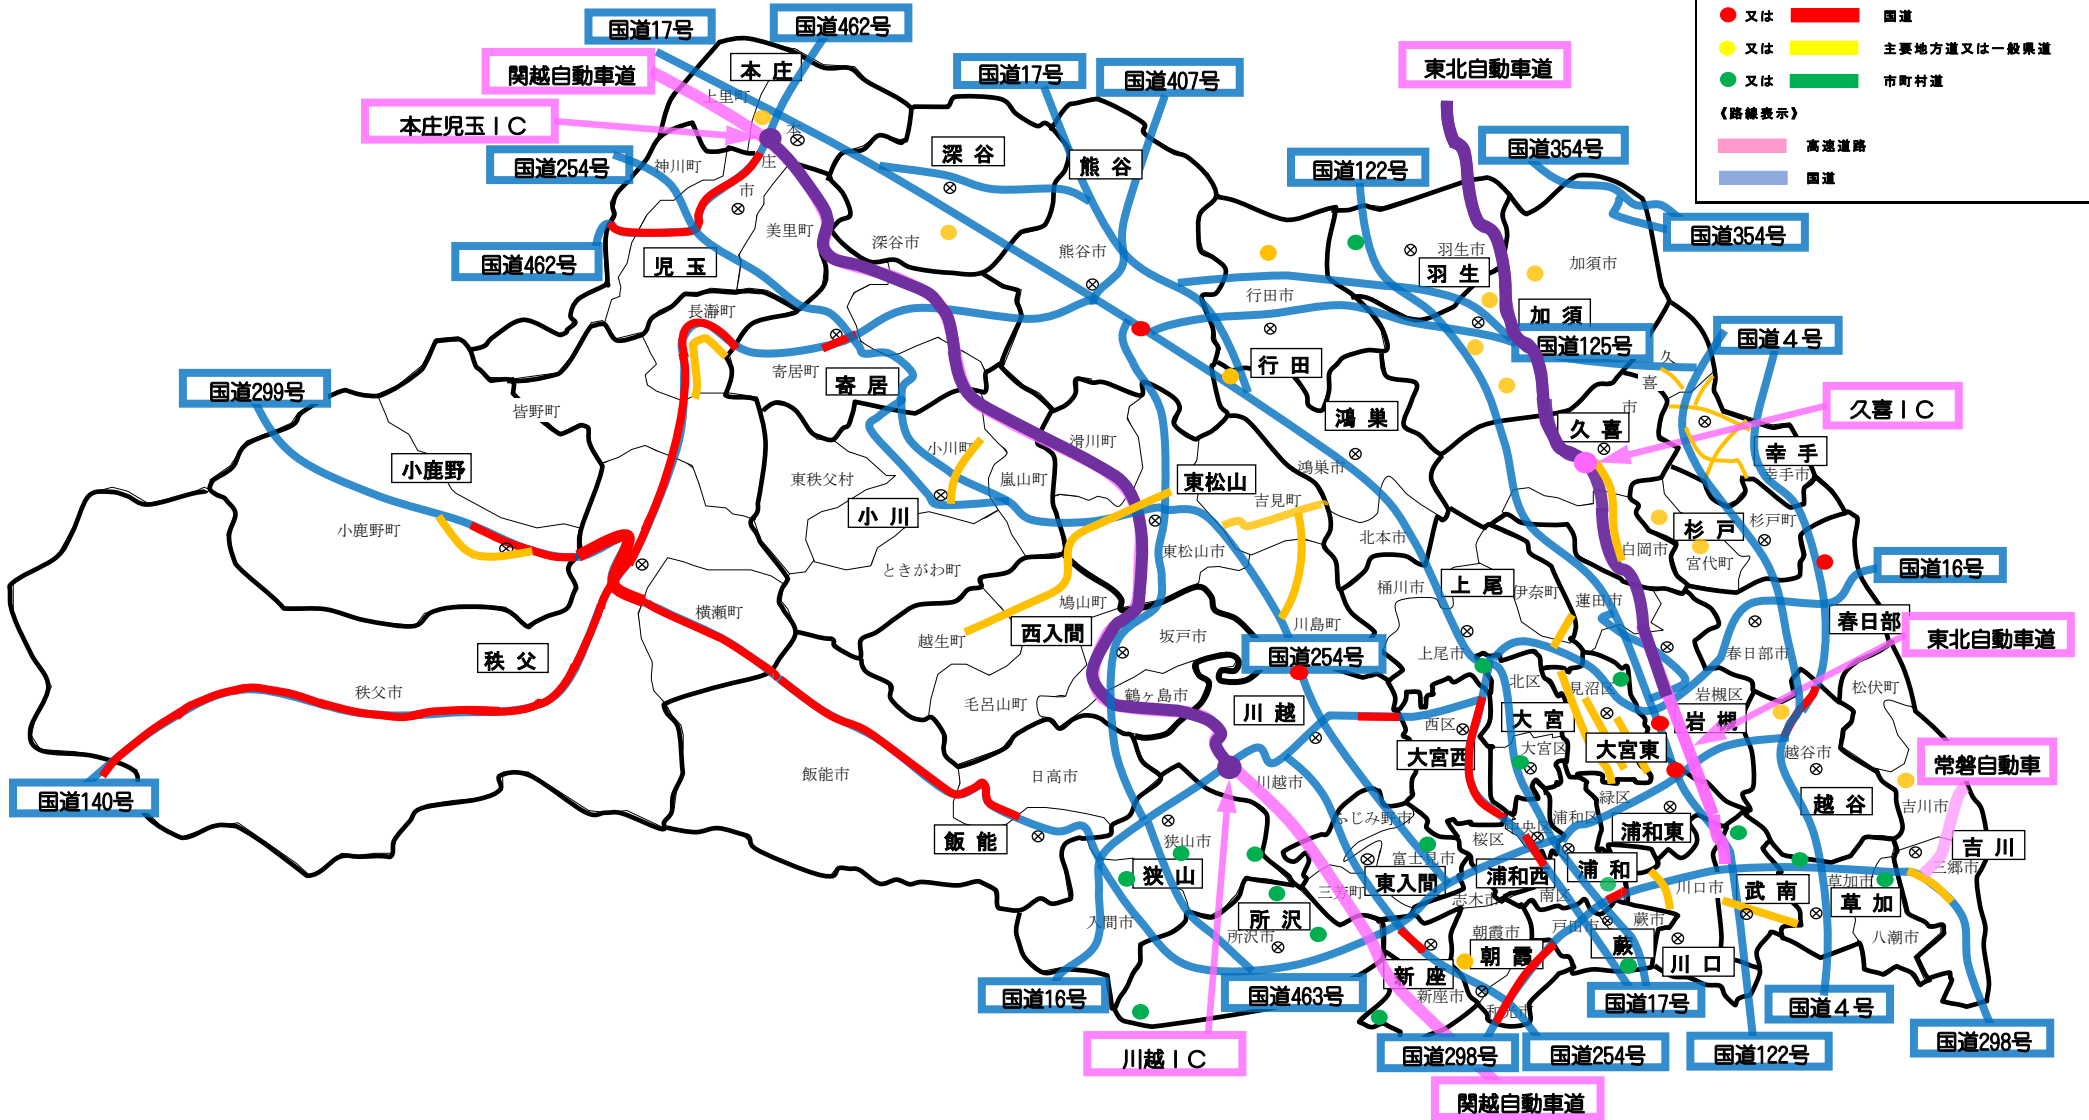 国道17号
国道462号
関越自動車道
本庄児玉ＩＣ
国道254号
国道462号
国道17号
国道407号
東北自動車道
国道122号
国道354号
国道354号
又は 国道
又は 主要地方道又は一般県道
又は 市町村道
《路線表示》
高速道路
国道
本 庄
上里町
本
庄
市
神川町
美里町
児 玉
深 谷
深谷市
熊 谷
熊谷市
羽生市
羽 生
加須市
加 須
行田市
行 田
国道125号
国道４号
久
喜
市
久喜ＩＣ
久 喜
幸 手
幸手市
長瀞町
寄居町
寄 居
国道299号
皆野町
小鹿野
小鹿野町
東秩父村
小川町
小 川
嵐山町
滑川町
東松山
吉見町
鴻 巣
鴻巣市
北本市
杉 戸
杉戸町
白岡市
宮代町
国道16号
ときがわ町
東松山市
鳩山町
桶川市
上 尾
伊奈町
蓮田市
横瀬町
越生町
西入間
坂戸市
川島町
国道254号
上尾市
春日部
春日部市
東北自動車道
秩 父
秩父市
毛呂山町
鶴ヶ島市
川 越
北区
見沼区
岩槻区
松伏町
西区
大 宮
岩 槻
大宮西
大宮区
大宮東
越谷市
常磐自動車
国道140号
飯能市
日高市
川越市
緑区
越 谷
吉川市
飯 能
狭山市
ふじみ野市
桜区
中央区
浦和区
浦和東
吉 川
狭 山
富士見市
東入間
浦和西
浦 和
三郷市
三芳町
志木市
南区
川口市
武 南
草加市
草 加
入間市
所 沢
所沢市
朝霞市
朝 霞
戸田市
蕨市
蕨
川 口
八潮市
国道16号
国道463号
新 座
新座市
和光市
国道17号
国道４号
川越ＩＣ
国道298号
国道254号
国道122号
国道298号
関越自動車道